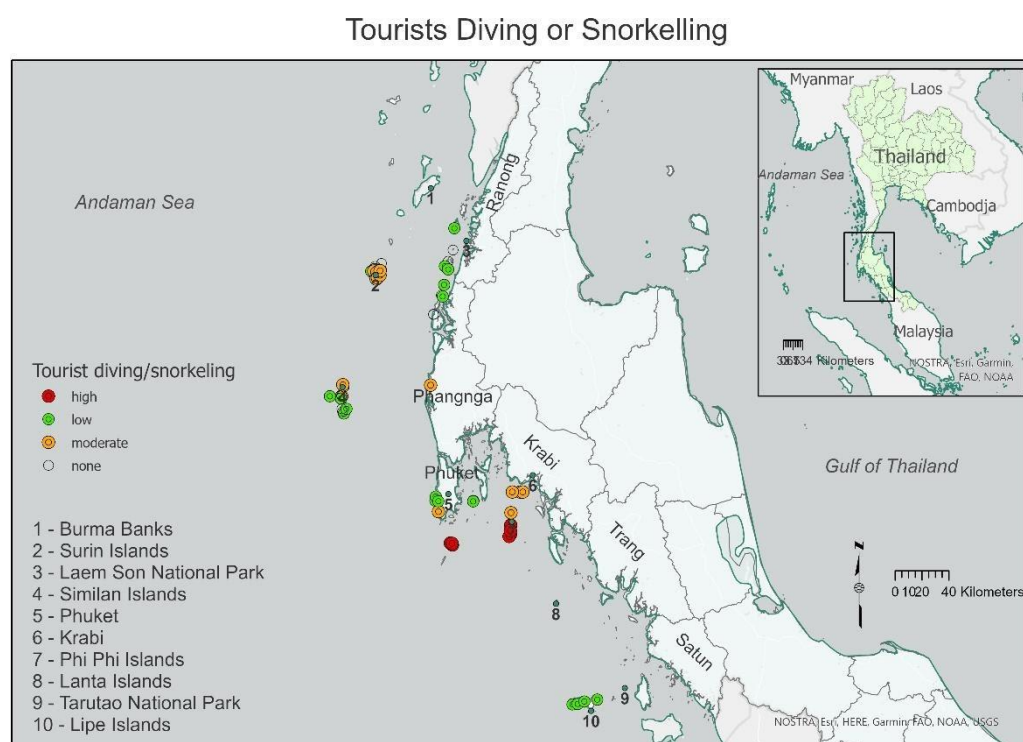 Tourists Diving or Snorkelling
Myanmar
Laos
Thailand
Andaman Sea
Cambodja
Malaysia
Kilometers
NOSTRA, Esri, Garmin,
FAO, NOAA
Andaman Sea
Ranong
1
3
2
Tourist diving/snorkeling
high
low
moderate
none
4
Phangnga
Krabi
Phuket
6
5
Gulf of Thailand
Trang
N
0 10 20 40 Kilometers
8
Satun
9
10
1 - Burma Banks
2 - Surin Islands
3 - Laem Son National Park
4 - Similan Islands
5 - Phuket
6 - Krabi
7 - Phi Phi Islands
8 - Lanta Islands
9 - Tarutao National Park
10 - Lipe Islands
NOSTRA, Esri, HERE, Garmin, FAO, NOAA, USGS